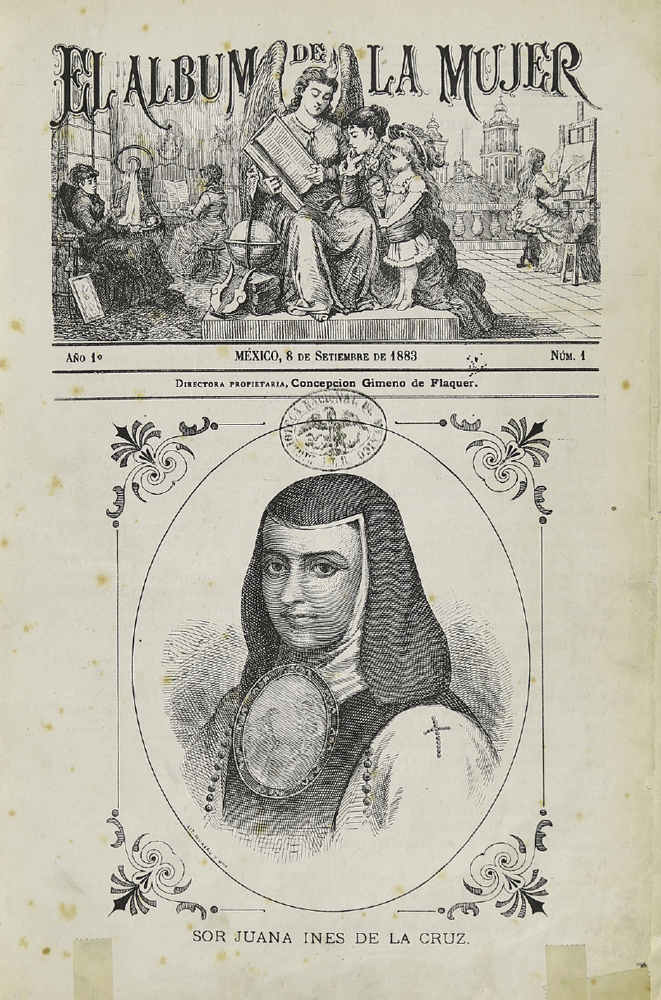 EL ALBUM DE LA MUJER
Año 1º MÉXICO, 8 de Setiembre de 1883 Núm. 1
Directora propietaria, Concepcion Gimeno de Flaquer.
SOR JUANA INES DE LA CRUZ.